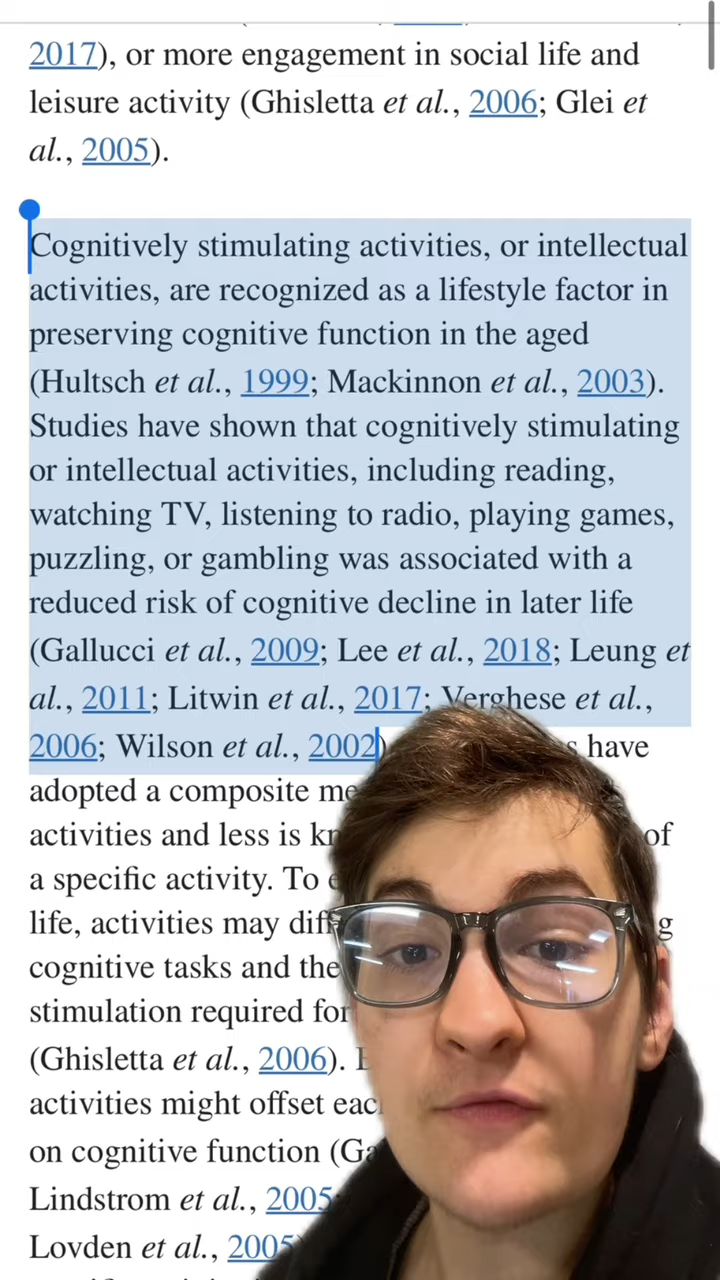 2017), or more engagement in social life and
leisure activity (Ghisletta et al., 2006; Glei et
al., 2005).
Cognitively stimulating activities, or intellectual
activities, are recognized as a lifestyle factor in
preserving cognitive function in the aged
(Hultsch et al., 1999; Mackinnon et al., 2003).
Studies have shown that cognitively stimulating
or intellectual activities, including reading,
watching TV, listening to radio, playing games,
puzzling, or gambling was associated with a
reduced risk of cognitive decline in later life
(Gallucci et al., 2009; Lee et al., 2018; Leung et
al., 2011; Litwin et al., 2017; Verghese et al.,
2006; Wilson et al., 2002) have
adopted a composite
activities and less is of
a specific activity. To
life, activities may
cognitive tasks and the
stimulation required for
(Ghisletta et al., 2006).
activities might offset
on cognitive function
Lindstrom et al., 2005
Lovden et al., 2005